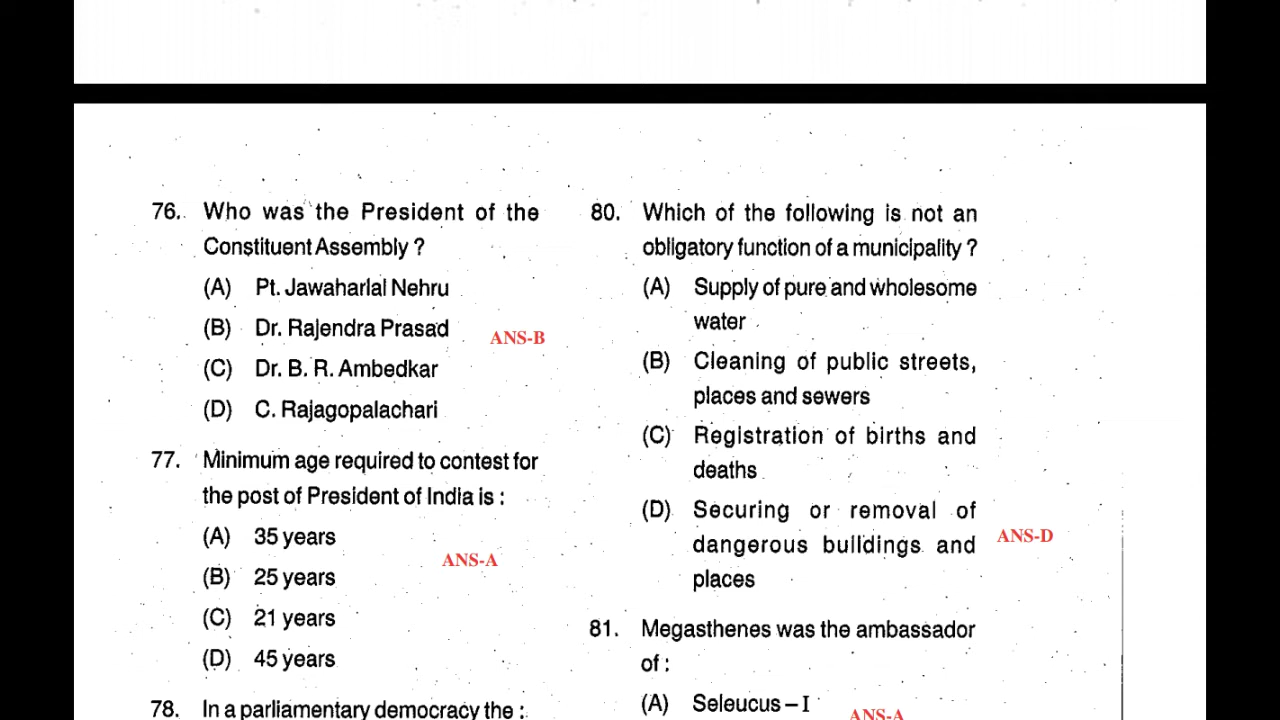 76. Who was the President of the
Constituent Assembly ?
(A) Pt. Jawaharlal Nehru
(B) Dr. Rajendra Prasad
ANS-B
(C) Dr. B. R. Ambedkar
(D) C. Rajagopalachari
77. Minimum age required to contest for
the post of President of India is :
(A) 35 years
ANS-A
(B) 25 years
(C) 21 years
(D) 45 years
78. In a parliamentary democracy the :
80. Which of the following is not an
obligatory function of a municipality ?
(A) Supply of pure and wholesome
water
(B) Cleaning of public streets,
places and sewers
(C) Registration of births and
deaths
(D) Securing or removal of
dangerous buildings and
ANS-D
places
81. Megasthenes was the ambassador
of :
(A) Seleucus – I
ANS-A